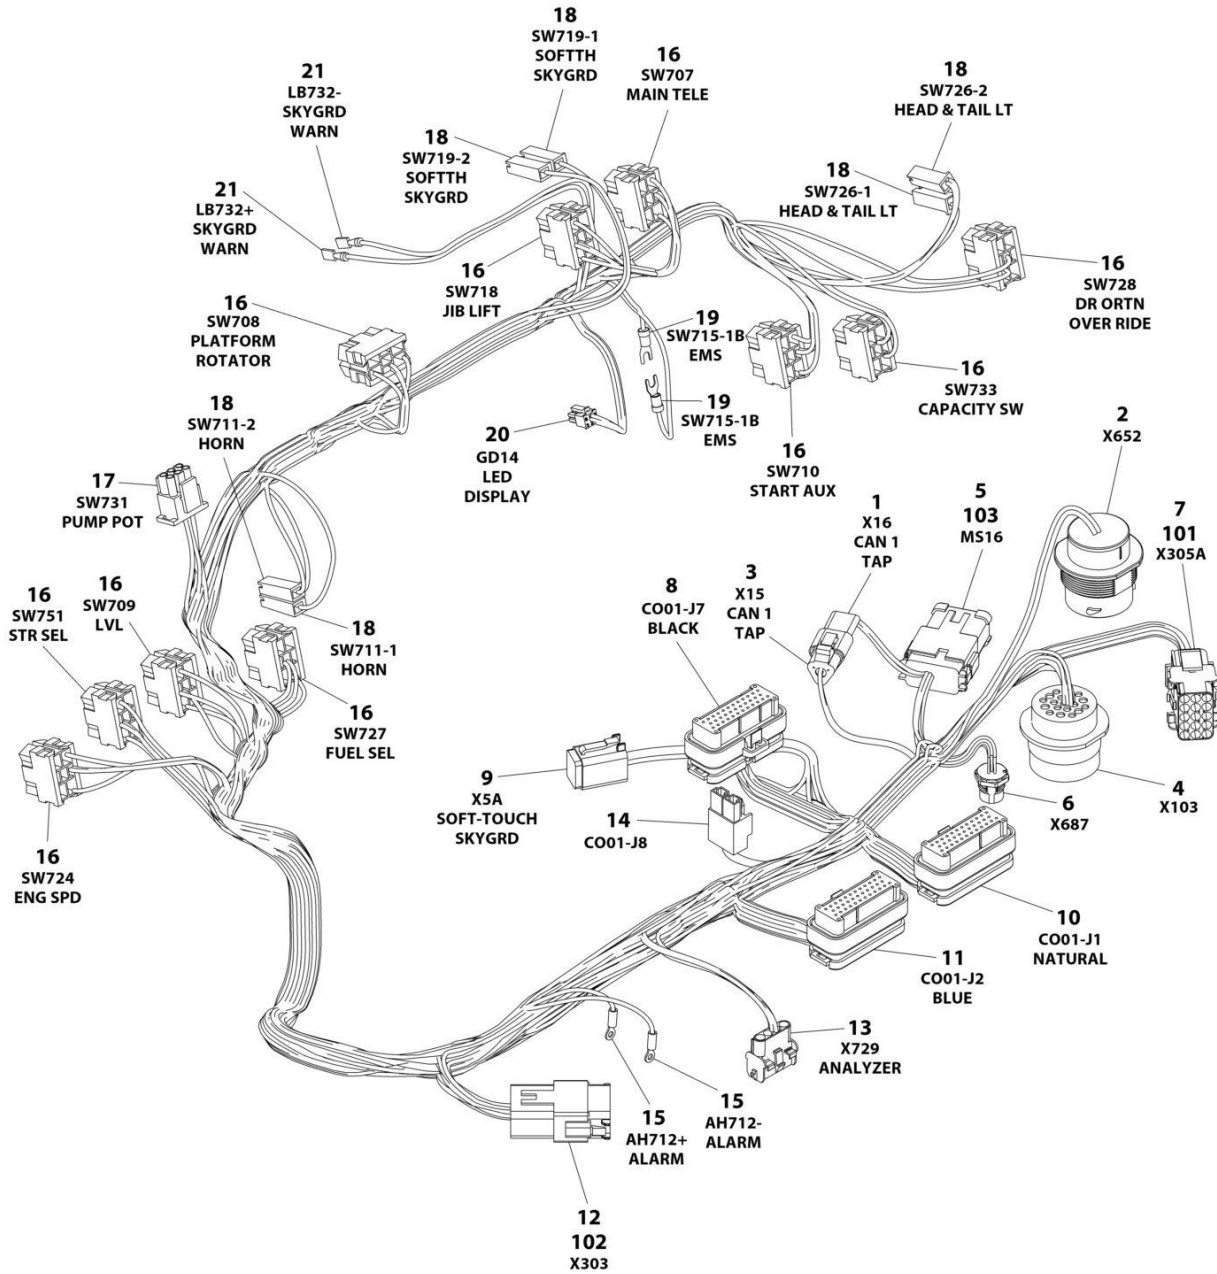 18
SW719-1
SOFTTH
SKYGRD
16
SW707
MAIN TELE
18
SW726-2
HEAD & TAIL LT
21
LB732-
SKYGRD
WARN
18
SW719-2
SOFTTH
SKYGRD
18
SW726-1
HEAD & TAIL LT
21
LB732+
SKYGRD
WARN
16
SW718
JIB LIFT
16
SW728
DR ORTN
OVER RIDE
16
SW708
PLATFORM
ROTATOR
19
SW715-1B
EMS
16
SW733
CAPACITY SW
18
SW711-2
HORN
19
SW715-1B
EMS
20
GD14
LED
DISPLAY
16
SW710
START AUX
2
X652
17
SW731
PUMP POT
1
X16
CAN 1
TAP
5
103
MS16
7
101
X305A
8
CO01-J7
BLACK
3
X15
CAN 1
TAP
16
SW751
STR SEL
16
SW709
LVL
18
SW711-1
HORN
16
SW727
FUEL SEL
9
X5A
SOFT-TOUCH
SKYGRD
14
CO01-J8
6
X687
4
X103
16
SW724
ENG SPD
10
CO01-J1
NATURAL
11
CO01-J2
BLUE
13
X729
ANALYZER
15
AH712+
ALARM
15
AH712-
ALARM
12
102
X303